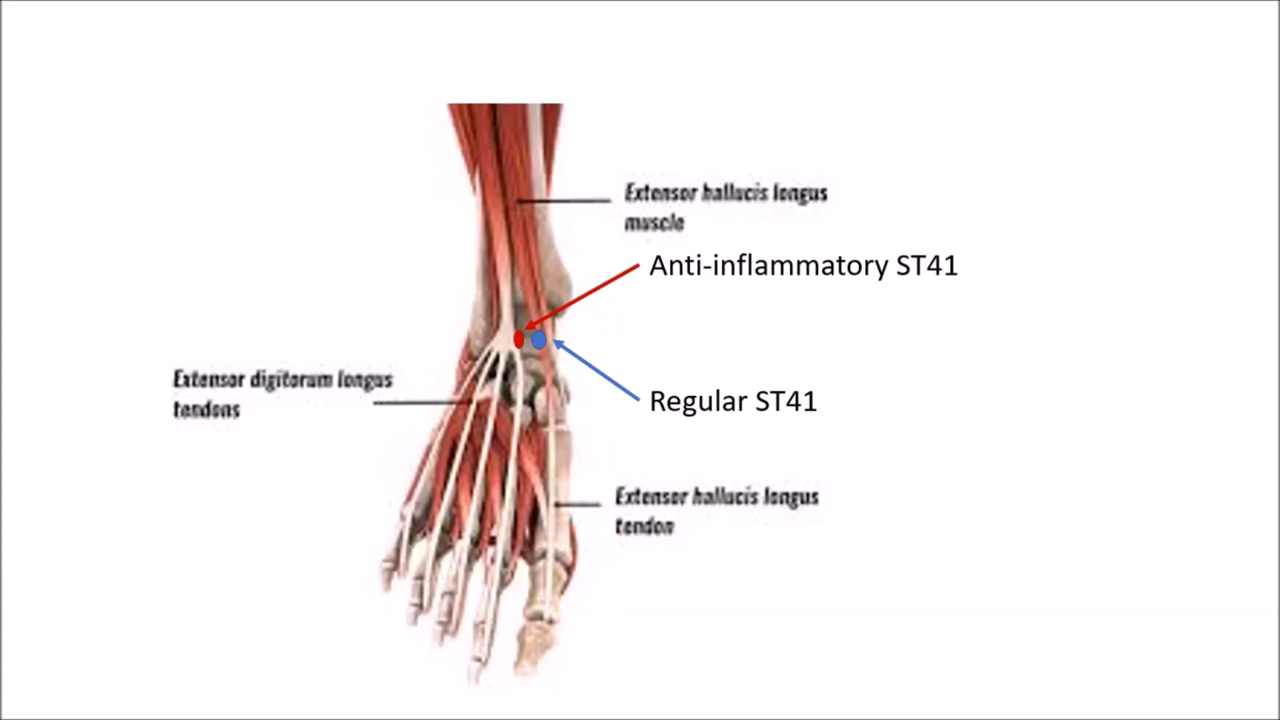 Extensor hallucis longus
muscle
Anti-inflammatory ST41
Extensor digitorum longus
tendons
Regular ST41
Extensor hallucis longus
tendon